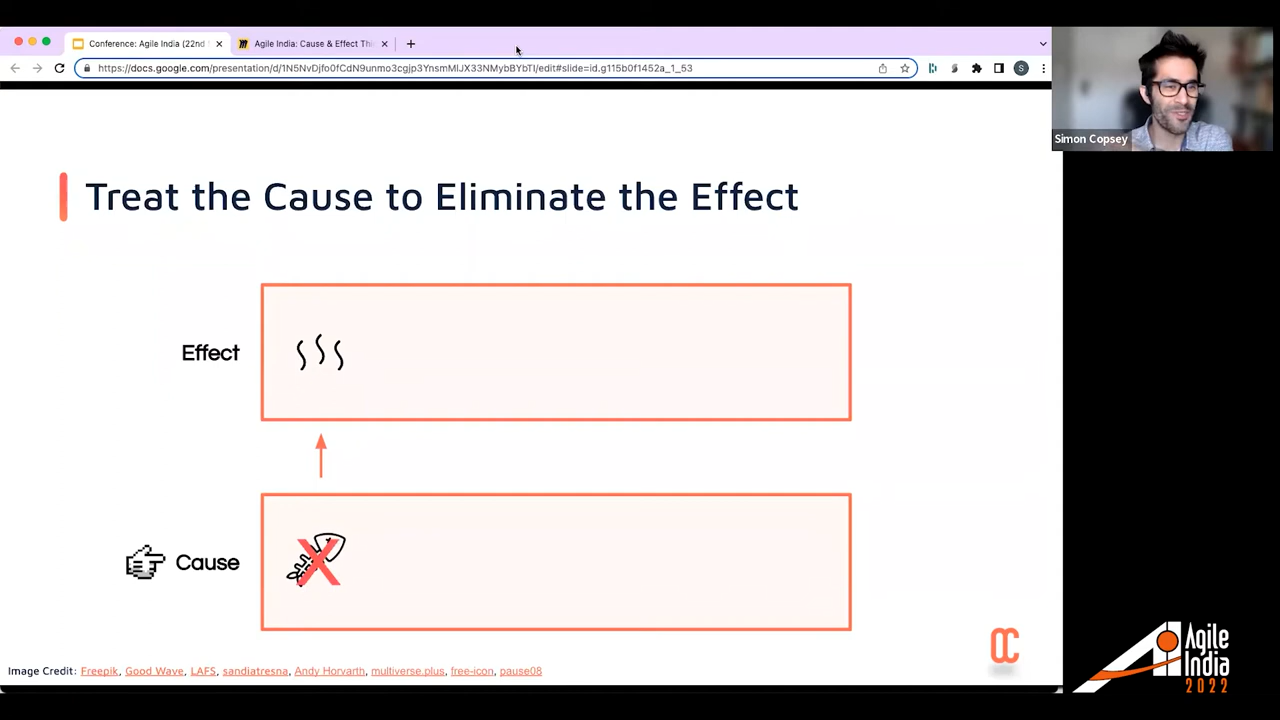 Conference: Agile India (22nd
Agile India: Cause & Effect Thi
https://docs.google.com/presentation/d/1N5NvDjfo0fCdN9unmo3cgjp3YnsmMlJX33NMybBYbTI/edit#slide=id.g115b0f1452a_1_53
S
Simon Copsey
Treat the Cause to Eliminate the Effect
Effect
Cause
Image Credit: Freepik, Good Wave, LAFS, sandiatresna, Andy Horvarth, multiverse.plus, free-icon, pause08
OC
Agile
India
2022